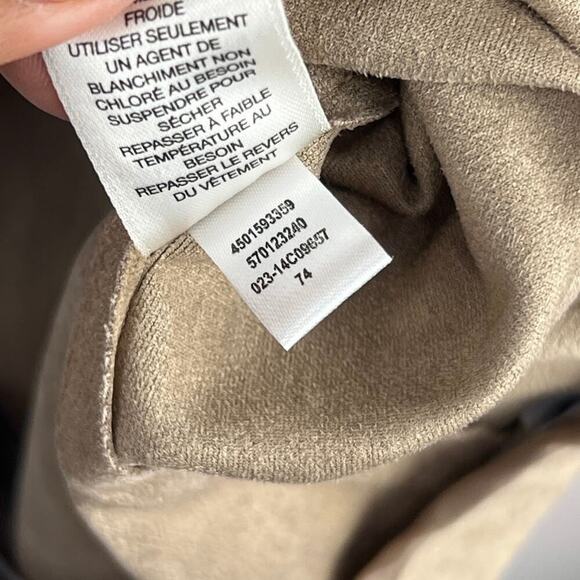 FROIDE
UTILISER SEULEMENT
UN AGENT DE
BLANCHIMENT NON
CHLORÉ AU BESOIN
SUSPENDRE POUR
SÉCHER
REPASSER À FAIBLE
TEMPÉRATURE AU
BESOIN
REPASSER LE REVERS
DU VÊTEMENT
4501593359
570123240
023-14C09657
74